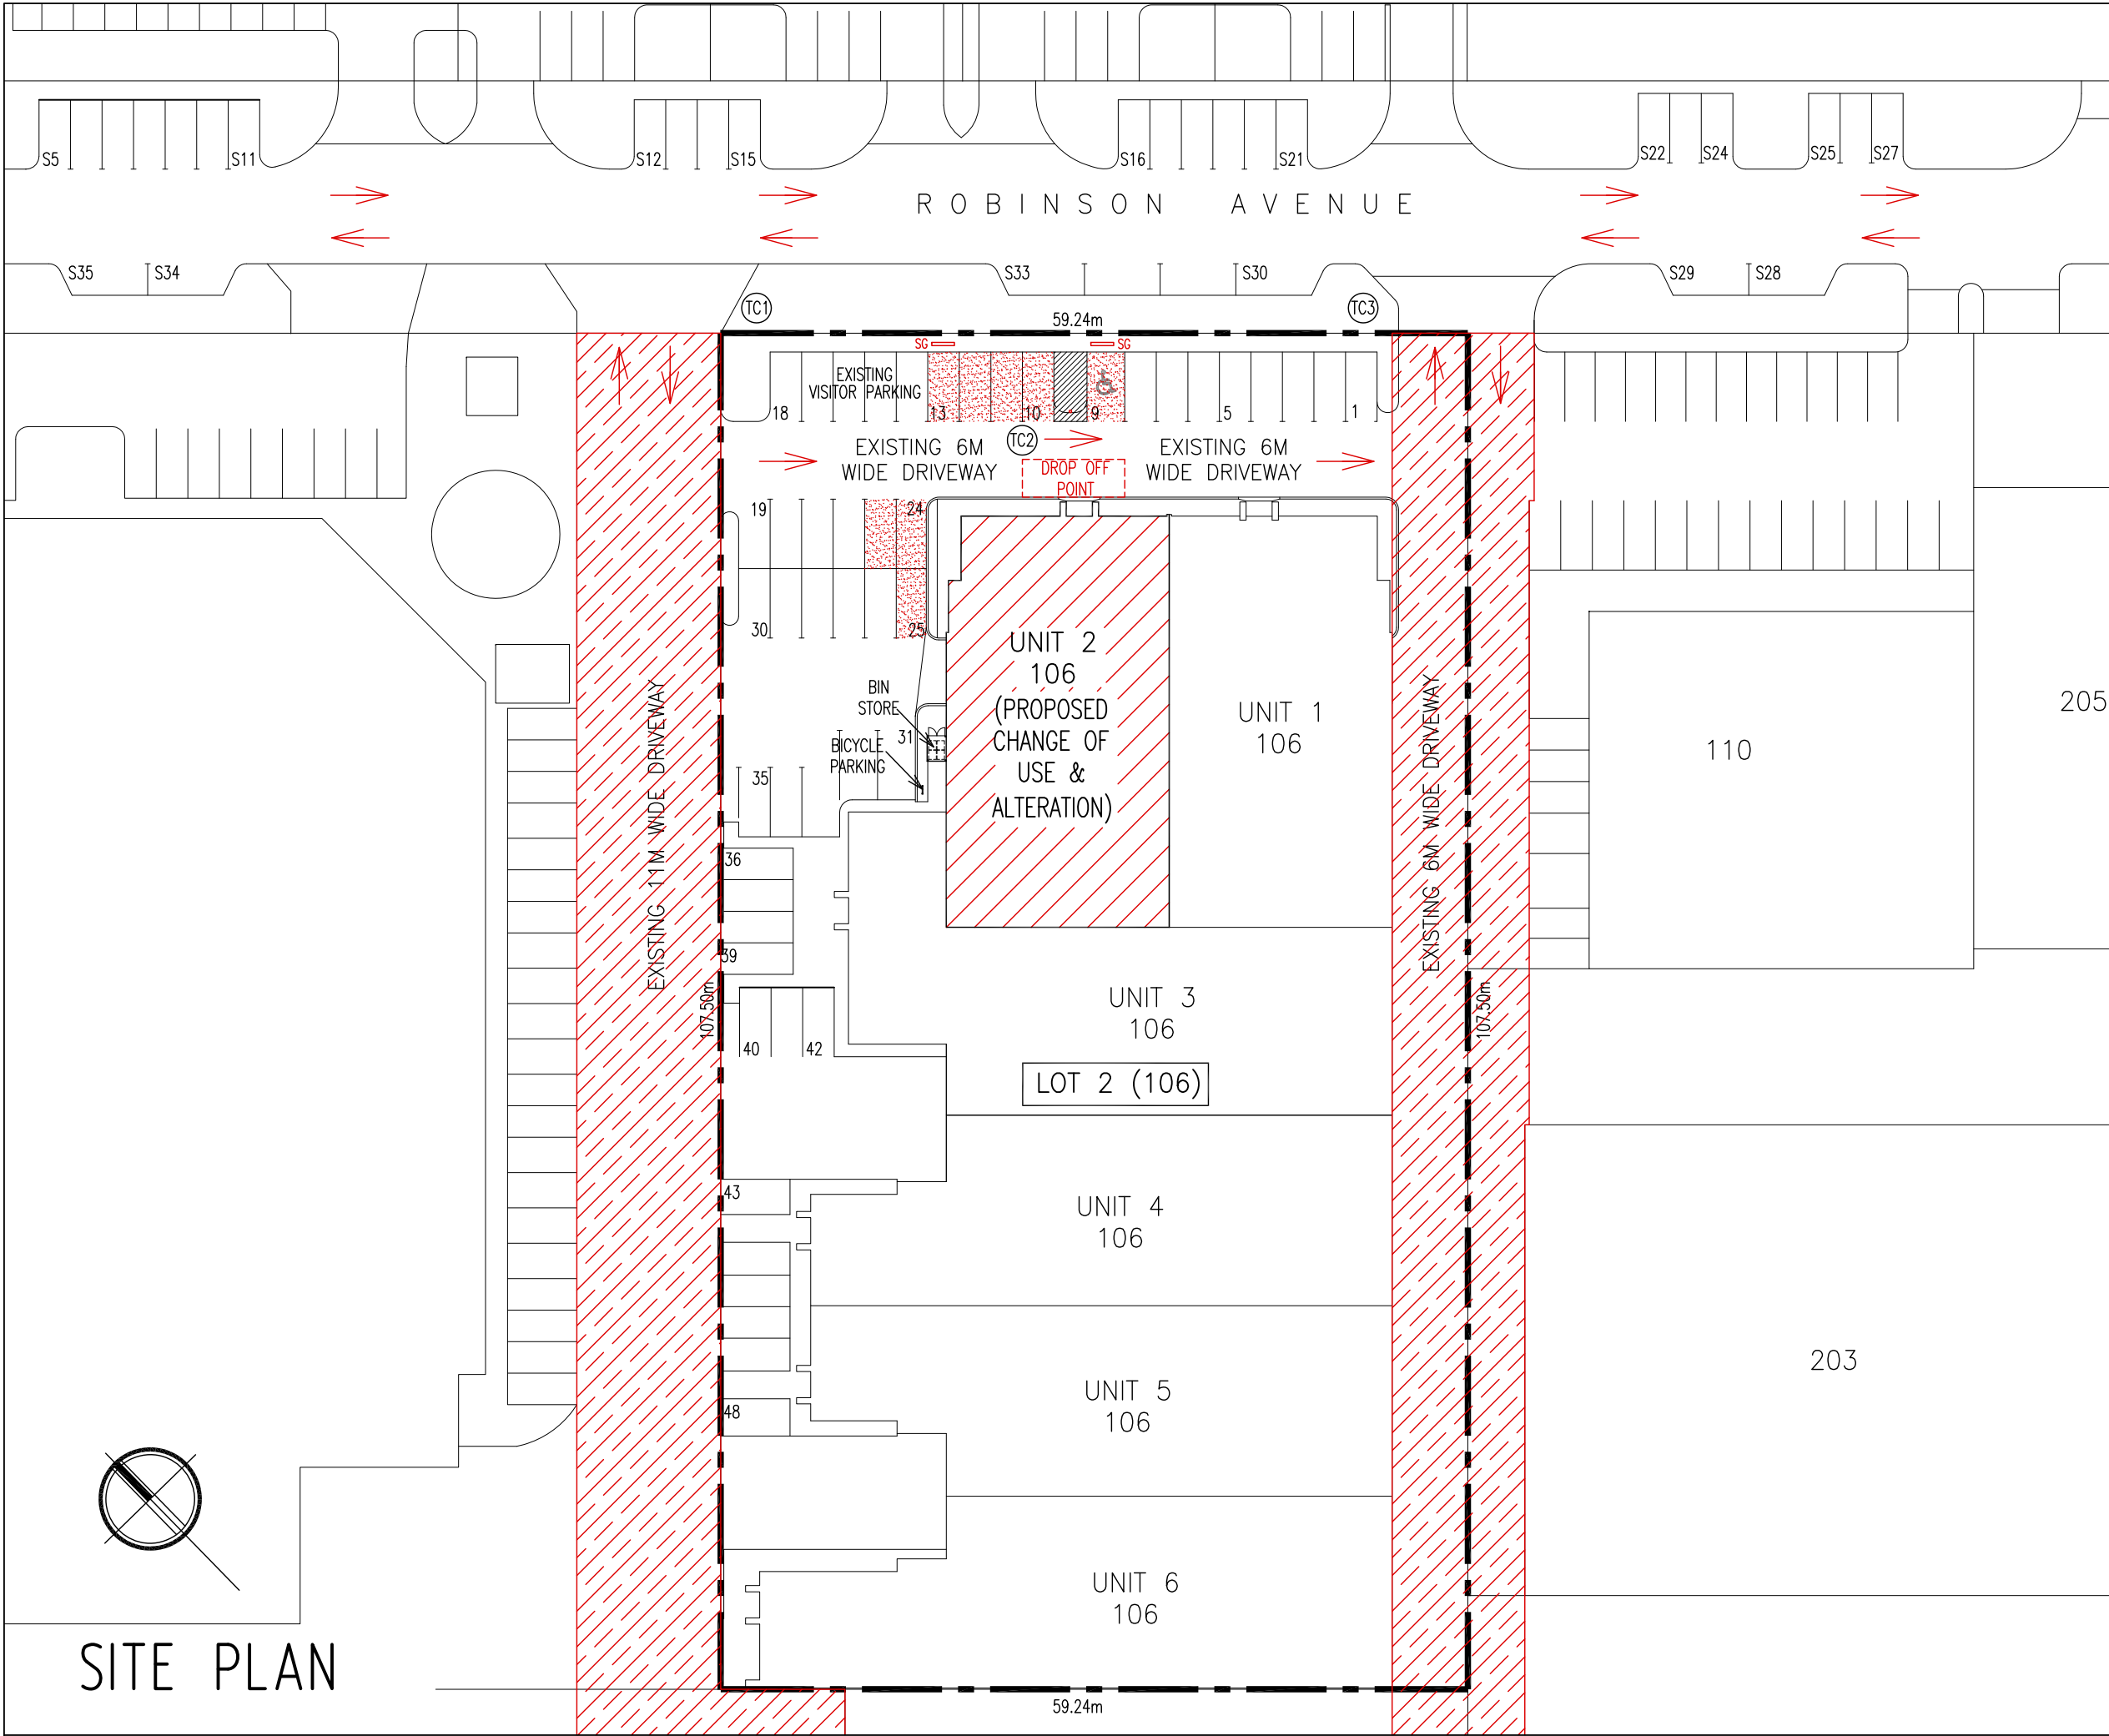 S5
S11
S12
S15
S16
S21
S22
S24
S25
S27
ROBINSON AVENUE
S35
S34
S33
S30
S29
S28
TC1
59.24m
TC3
SG
SG
EXISTING
VISITOR PARKING
18
13
10
9
5
1
TC2
EXISTING 6M
WIDE DRIVEWAY
EXISTING 6M
WIDE DRIVEWAY
DROP OFF
POINT
19
24
30
25
UNIT 2
106
(PROPOSED
CHANGE OF
USE &
ALTERATION)
UNIT 1
106
BIN
STORE
31
BICYCLE
PARKING
35
EXISTING 11M WIDE DRIVEWAY
EXISTING 6M WIDE DRIVEWAY
110
205
36
39
107.50m
107.50m
40
42
UNIT 3
106
LOT 2 (106)
43
UNIT 4
106
UNIT 5
106
48
203
UNIT 6
106
SITE PLAN
59.24m